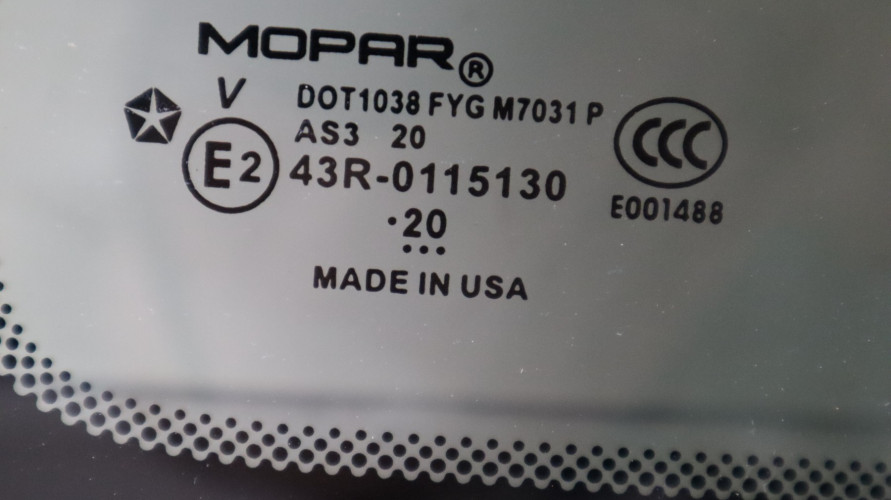 MOPAR®
V DOT1038 FYG M7031 P
AS3 20
E2 43R-0115130
CCC
E001488
·20
...
MADE IN USA